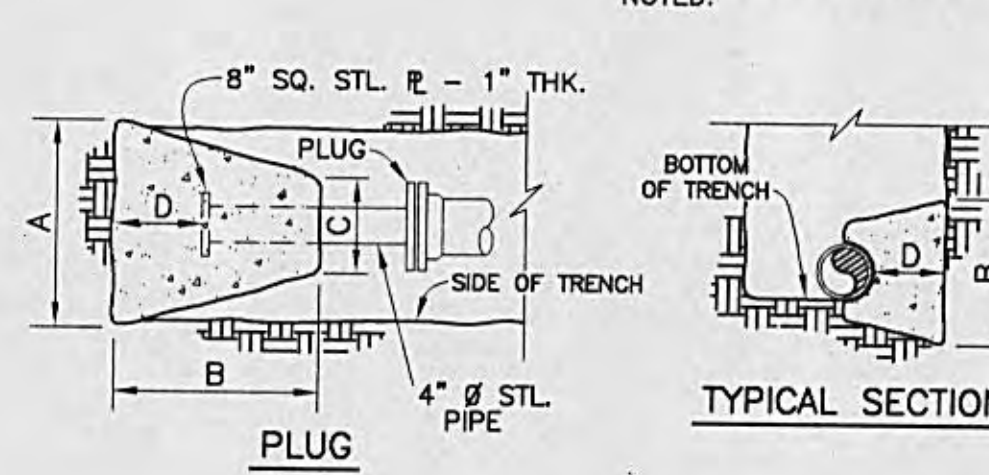 NOTED.
8" SQ. STL. ℄ - 1" THK.
PLUG
A
D
C
SIDE OF TRENCH
B
4" Ø STL.
PIPE
PLUG
BOTTOM
OF TRENCH
D
B
TYPICAL SECTION